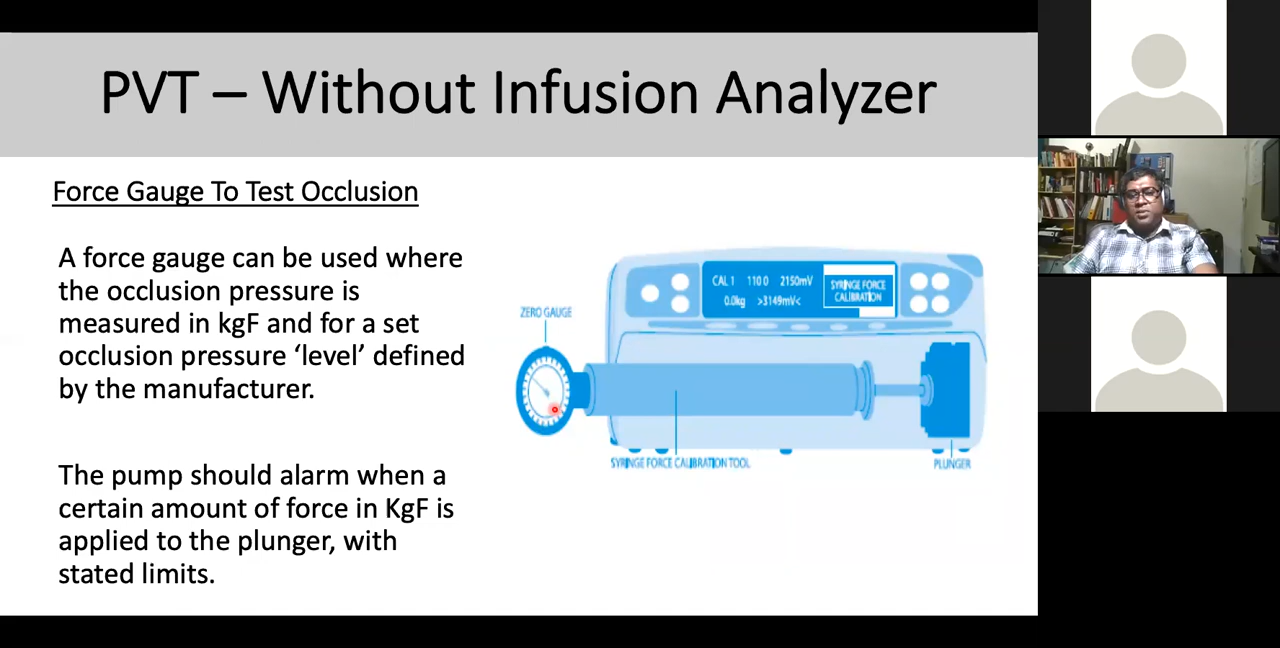 PVT – Without Infusion Analyzer
Force Gauge To Test Occlusion
A force gauge can be used where
the occlusion pressure is
measured in kgF and for a set
occlusion pressure ‘level’ defined
by the manufacturer.
The pump should alarm when a
certain amount of force in KgF is
applied to the plunger, with
stated limits.
ZERO GAUGE
CAL 1 110 0 2150mV
0.0kg >3149mV<
SYRINGE FORCE
CALIBRATION
SYRINGE FORCE CALIBRATION TOOL
PLUNGER